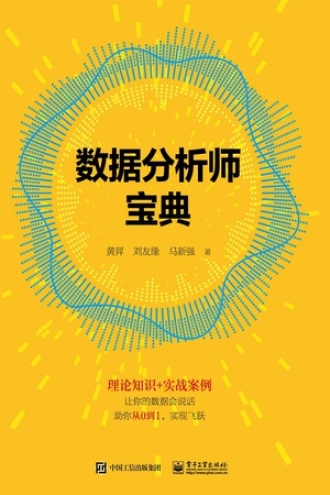 数据分析师
宝典
黄羿 刘友缘 马新强 著
理论知识+实战案例
让你的数据会说话
助你从0到1，实现飞跃
中国工信出版集团
电子工业出版社